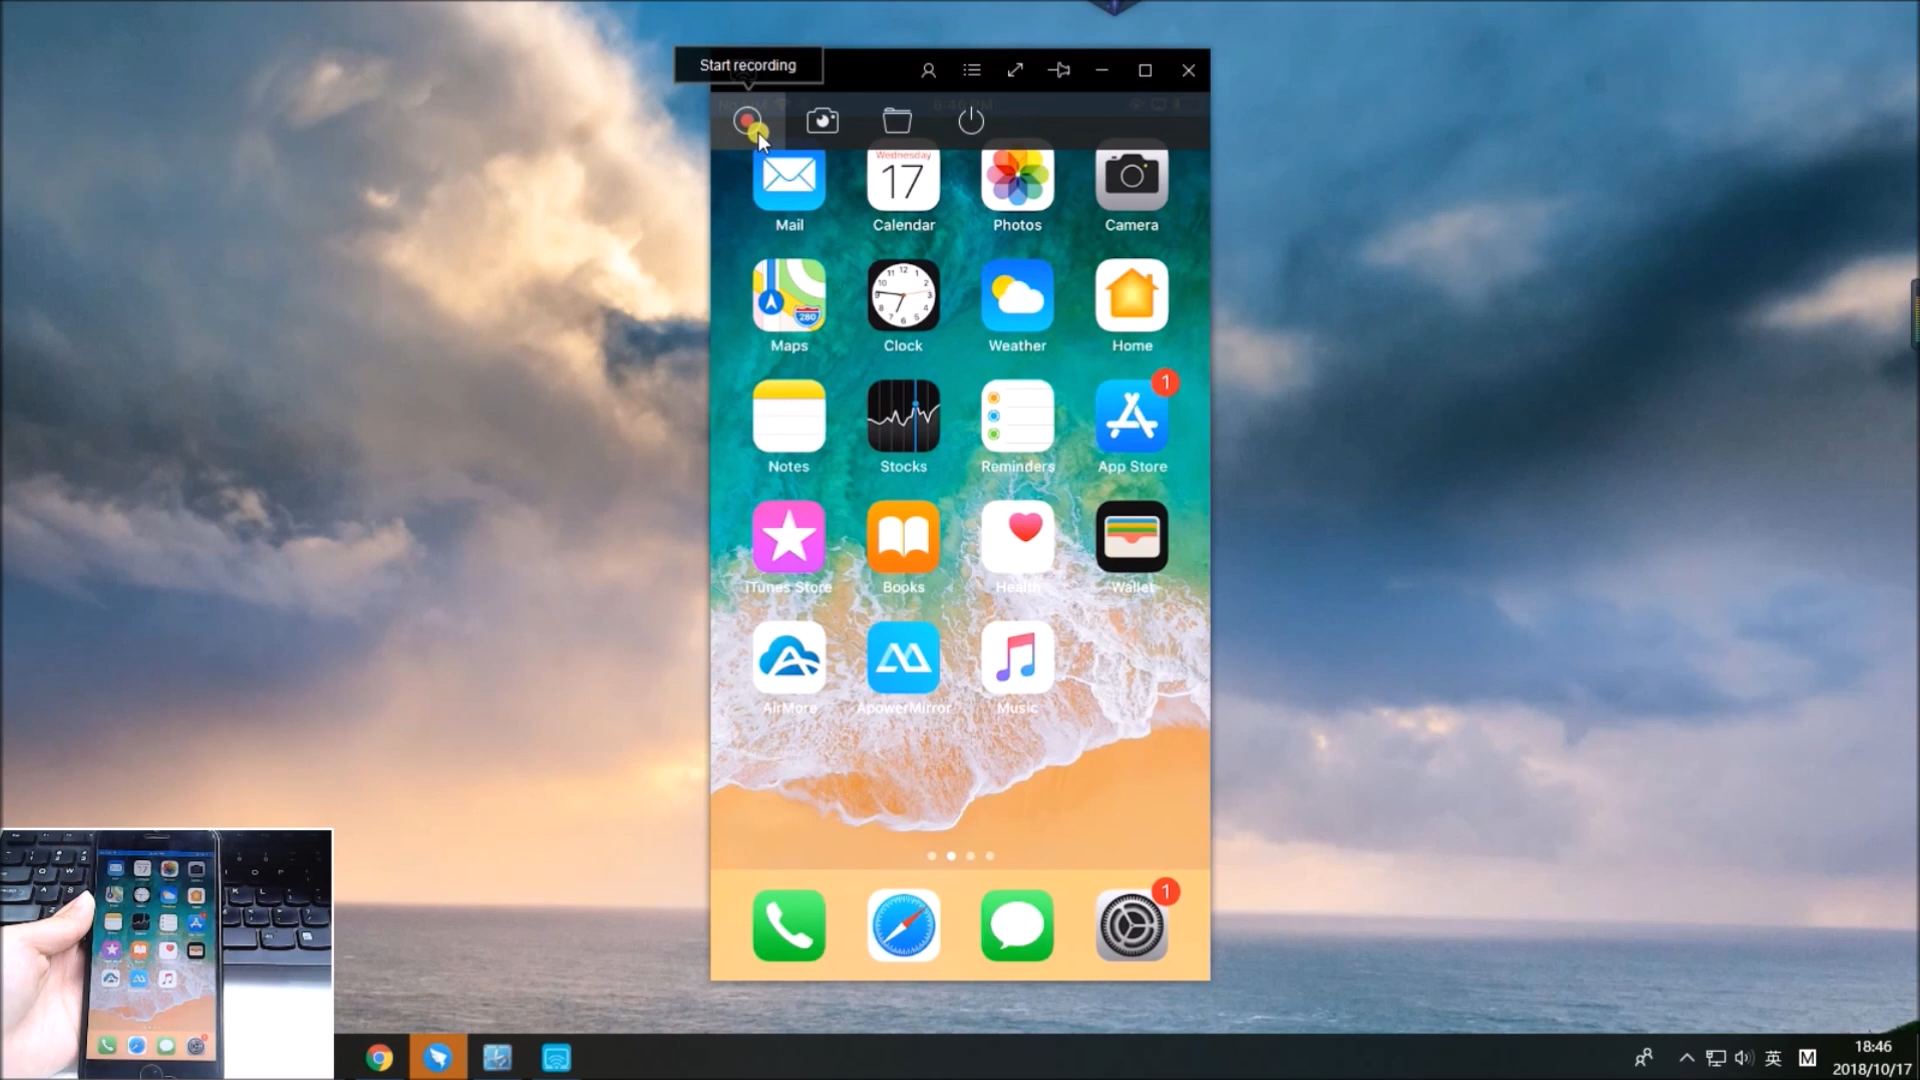 Start recording
Wednesday
17
Mail
Calendar
Photos
Camera
280
Maps
Clock
Weather
Home
1
Notes
Stocks
Reminders
App Store
iTunes Store
Books
Health
Wallet
AirMore
ApowerMirror
Music
1
英
M
18:46
2018/10/17